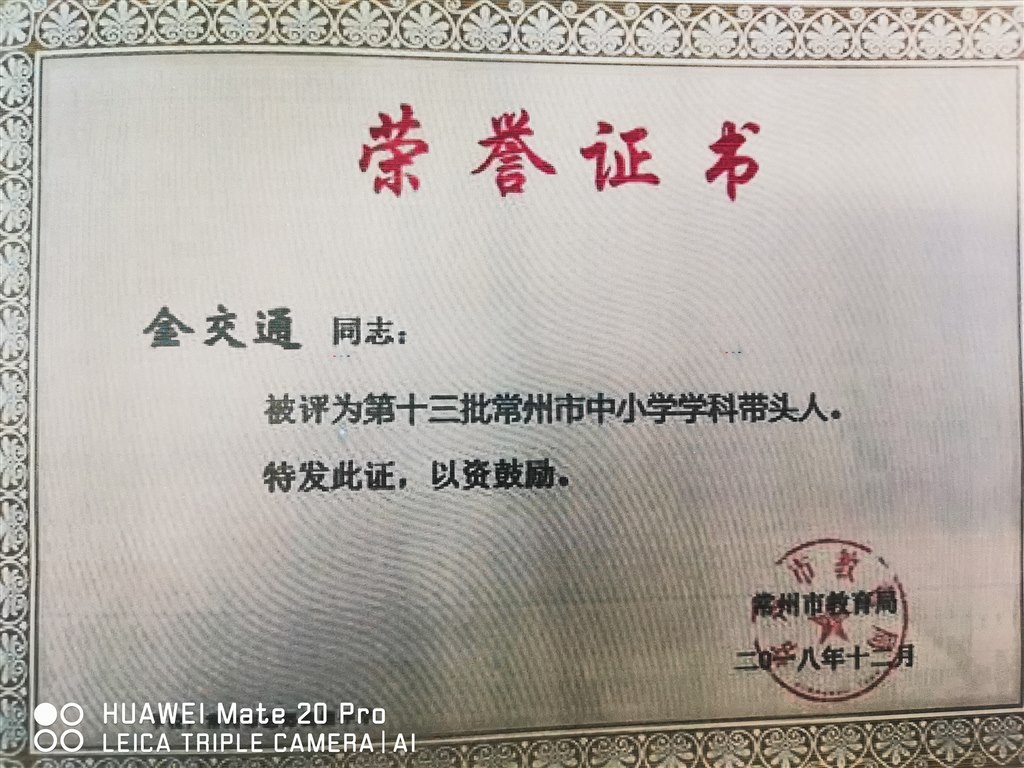 荣誉证书
金交通 同志：
被评为第十三批常州市中小学学科带头人。
特发此证，以资鼓励。
常州市教育局
二〇一八年十二月
HUAWEI Mate 20 Pro
LEICA TRIPLE CAMERA | AI